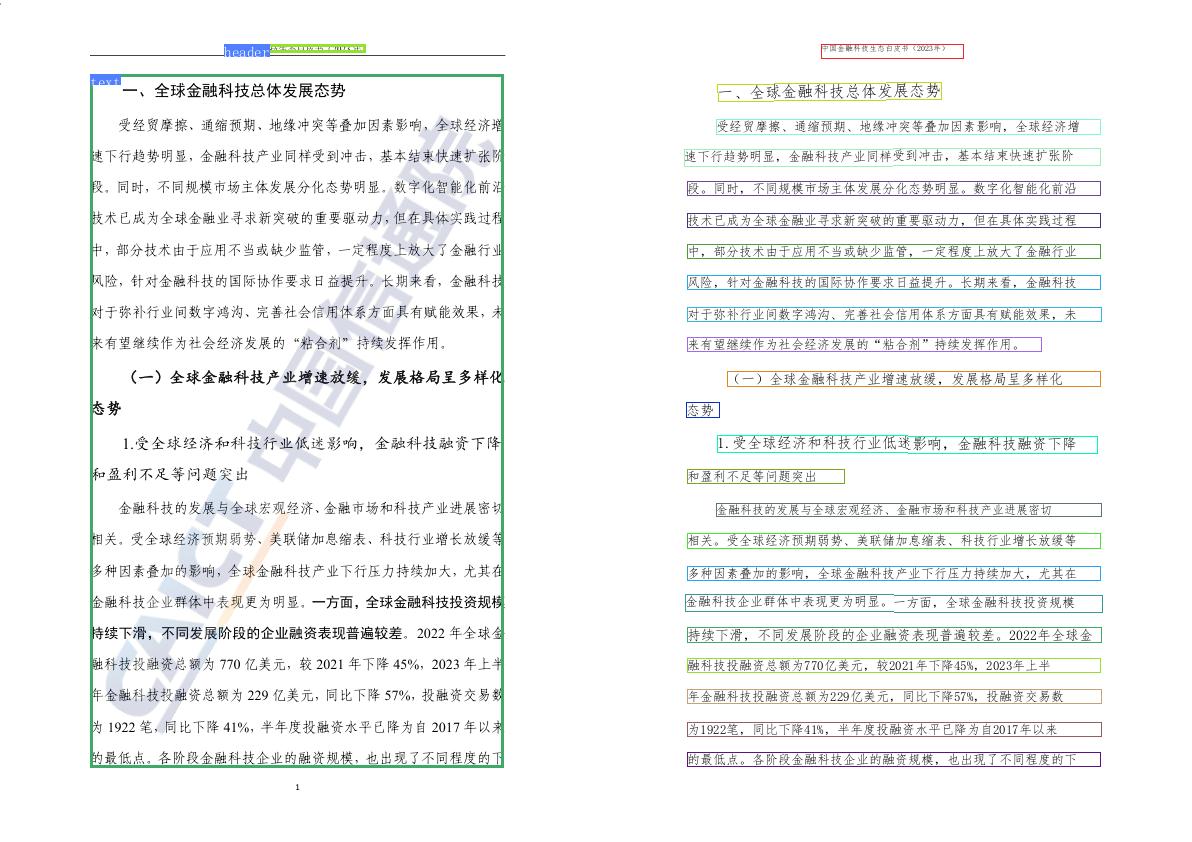 header
text
一、全球金融科技总体发展态势
受经贸摩擦、通缩预期、地缘冲突等叠加因素影响，全球经济增
速下行趋势明显，金融科技产业同样受到冲击，基本结束快速扩张阶
段。同时，不同规模市场主体发展分化态势明显。数字化智能化前沿
技术已成为全球金融业寻求新突破的重要驱动力，但在具体实践过程
中，部分技术由于应用不当或缺少监管，一定程度上放大了金融行业
风险，针对金融科技的国际协作要求日益提升。长期来看，金融科技
对于弥补行业间数字鸿沟、完善社会信用体系方面具有赋能效果，未
来有望继续作为社会经济发展的“粘合剂”持续发挥作用。
（一）全球金融科技产业增速放缓，发展格局呈多样化
态势
1.受全球经济和科技行业低迷影响，金融科技融资下降
和盈利不足等问题突出
金融科技的发展与全球宏观经济、金融市场和科技产业进展密切
相关。受全球经济预期弱势、美联储加息缩表、科技行业增长放缓等
多种因素叠加的影响，全球金融科技产业下行压力持续加大，尤其在
金融科技企业群体中表现更为明显。一方面，全球金融科技投资规模
持续下滑，不同发展阶段的企业融资表现普遍较差。2022 年全球金
融科技投融资总额为 770 亿美元，较 2021 年下降 45%，2023 年上半
年金融科技投融资总额为 229 亿美元，同比下降 57%，投融资交易数
为 1922 笔，同比下降 41%，半年度投融资水平已降为自 2017 年以来
的最低点。各阶段金融科技企业的融资规模，也出现了不同程度的下
1
CAICT 中国信通院
中国金融科技生态白皮书（2023年）
一、全球金融科技总体发展态势
受经贸摩擦、通缩预期、地缘冲突等叠加因素影响，全球经济增
速下行趋势明显，金融科技产业同样受到冲击，基本结束快速扩张阶
段。同时，不同规模市场主体发展分化态势明显。数字化智能化前沿
技术已成为全球金融业寻求新突破的重要驱动力，但在具体实践过程
中，部分技术由于应用不当或缺少监管，一定程度上放大了金融行业
风险，针对金融科技的国际协作要求日益提升。长期来看，金融科技
对于弥补行业间数字鸿沟、完善社会信用体系方面具有赋能效果，未
来有望继续作为社会经济发展的“粘合剂”持续发挥作用。
（一）全球金融科技产业增速放缓，发展格局呈多样化
态势
1.受全球经济和科技行业低迷影响，金融科技融资下降
和盈利不足等问题突出
金融科技的发展与全球宏观经济、金融市场和科技产业进展密切
相关。受全球经济预期弱势、美联储加息缩表、科技行业增长放缓等
多种因素叠加的影响，全球金融科技产业下行压力持续加大，尤其在
金融科技企业群体中表现更为明显。一方面，全球金融科技投资规模
持续下滑，不同发展阶段的企业融资表现普遍较差。2022年全球金
融科技投融资总额为770亿美元，较2021年下降45%，2023年上半
年金融科技投融资总额为229亿美元，同比下降57%，投融资交易数
为1922笔，同比下降41%，半年度投融资水平已降为自2017年以来
的最低点。各阶段金融科技企业的融资规模，也出现了不同程度的下